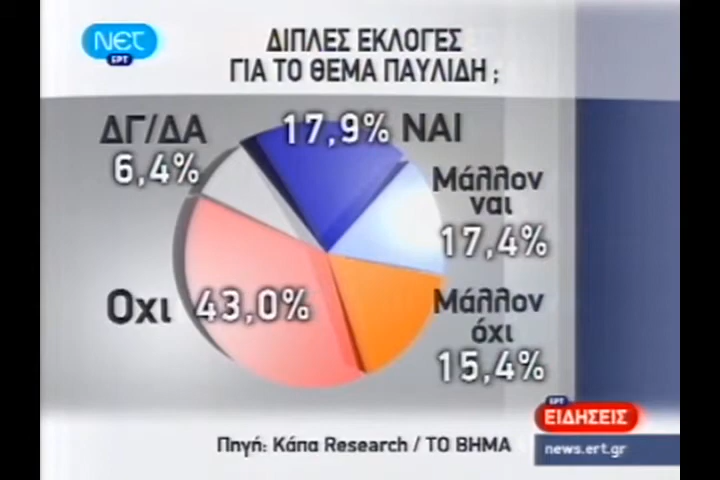 ΝΕΤ
ΕΡΤ
ΔΙΠΛΕΣ ΕΚΛΟΓΕΣ
ΓΙΑ ΤΟ ΘΕΜΑ ΠΑΥΛΙΔΗ ;
ΔΓ/ΔΑ
6,4%
17,9% ΝΑΙ
Μάλλον
ναι
17,4%
Οχι 43,0%
Μάλλον
όχι
15,4%
ΕΡΤ
ΕΙΔΗΣΕΙΣ
news.ert.gr
Πηγή: Κάπα Research / ΤΟ ΒΗΜΑ